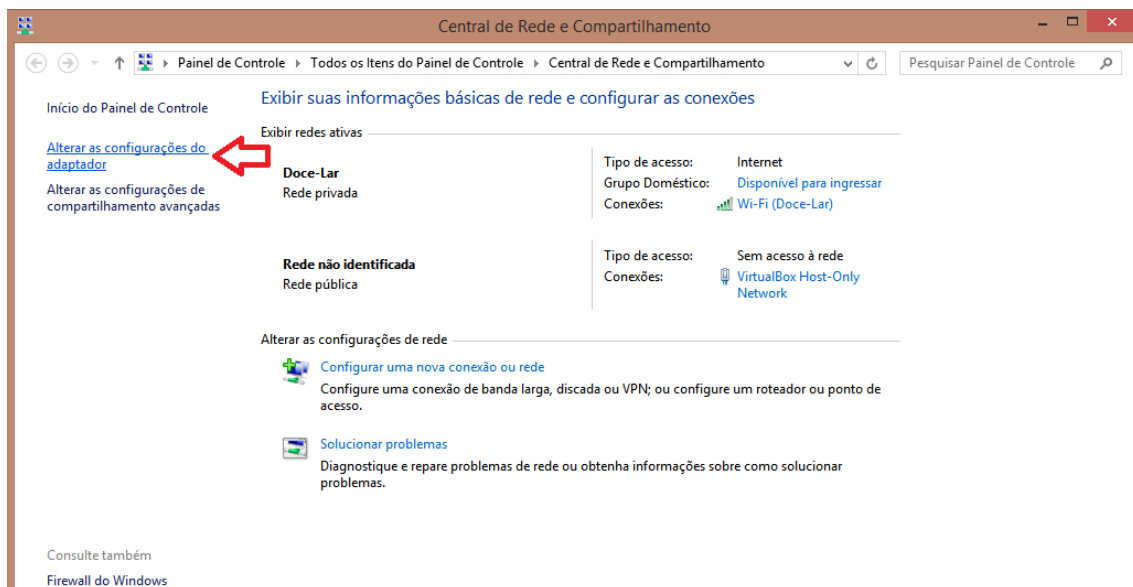 Central de Rede e Compartilhamento
Painel de Controle Todos os Itens do Painel de Controle Central de Rede e Compartilhamento
Pesquisar Painel de Controle
Início do Painel de Controle
Alterar as configurações do
adaptador
Alterar as configurações de
compartilhamento avançadas
Exibir suas informações básicas de rede e configurar as conexões
Exibir redes ativas
Doce-Lar
Rede privada
Tipo de acesso: Internet
Grupo Doméstico: Disponível para ingressar
Conexões: Wi-Fi (Doce-Lar)
Rede não identificada
Rede pública
Tipo de acesso: Sem acesso à rede
Conexões: VirtualBox Host-Only
Network
Alterar as configurações de rede
Configurar uma nova conexão ou rede
Configure uma conexão de banda larga, discada ou VPN; ou configure um roteador ou ponto de
acesso.
Solucionar problemas
Diagnostique e repare problemas de rede ou obtenha informações sobre como solucionar
problemas.
Consulte também
Firewall do Windows